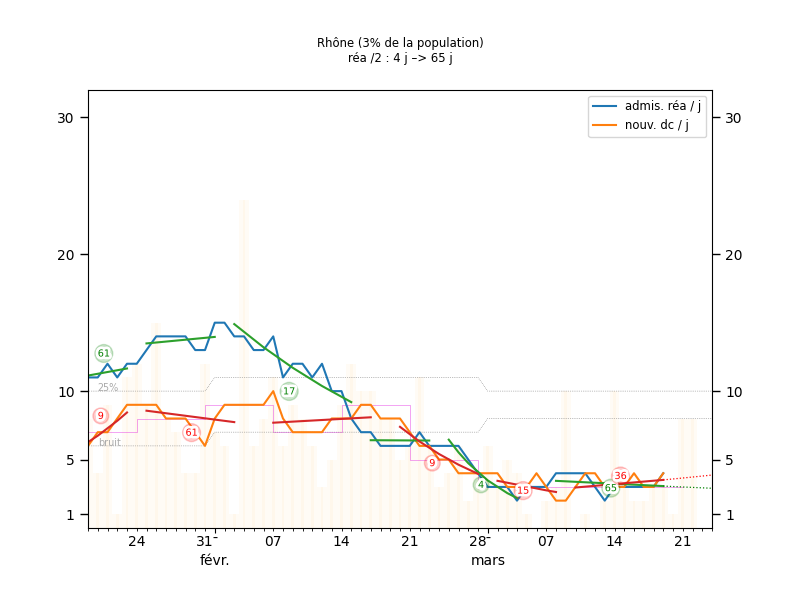 Rhône (3% de la population)
réa /2 : 4 j –> 65 j
admis. réa / j
nouv. dc / j
30 30
20 20
10 10
5 5
1 1
61
25%
9
bruit
61
17
9
4
15
65
36
24 31 07 14 21 28 07 14 21
févr. mars